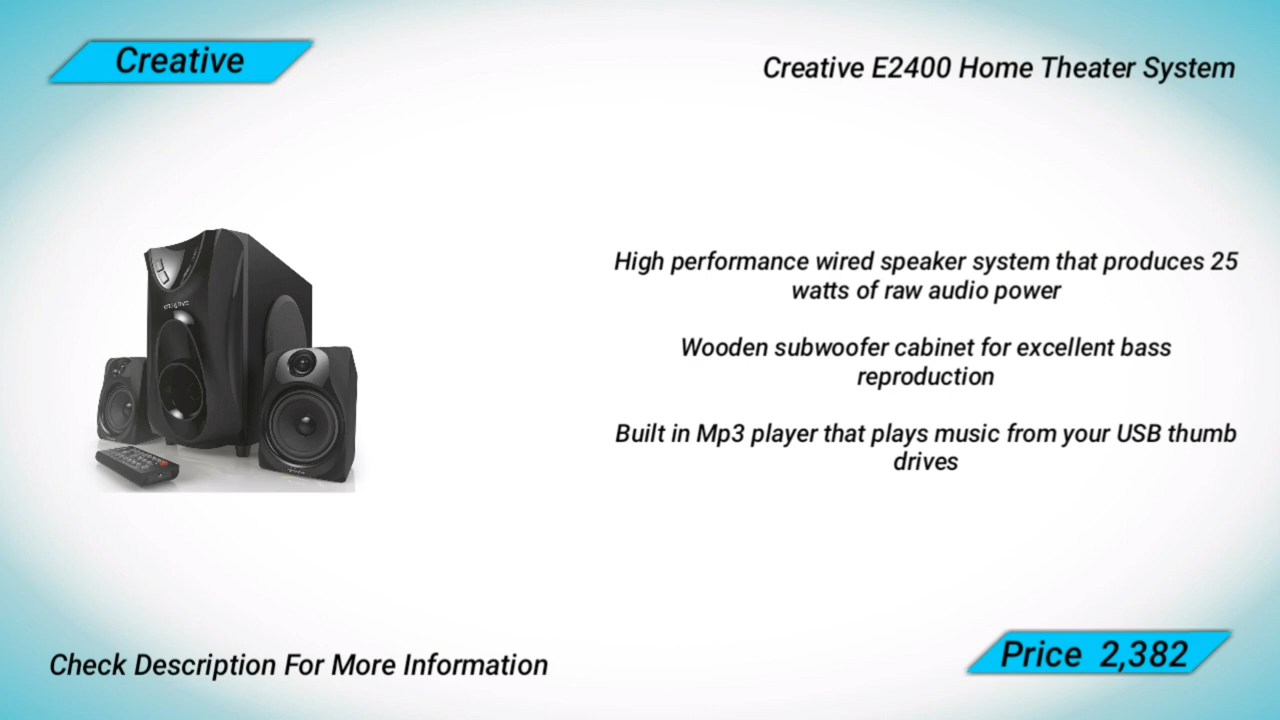 Creative
Creative E2400 Home Theater System
High performance wired speaker system that produces 25
watts of raw audio power
Wooden subwoofer cabinet for excellent bass
reproduction
Built in Mp3 player that plays music from your USB thumb
drives
Check Description For More Information
Price 2,382